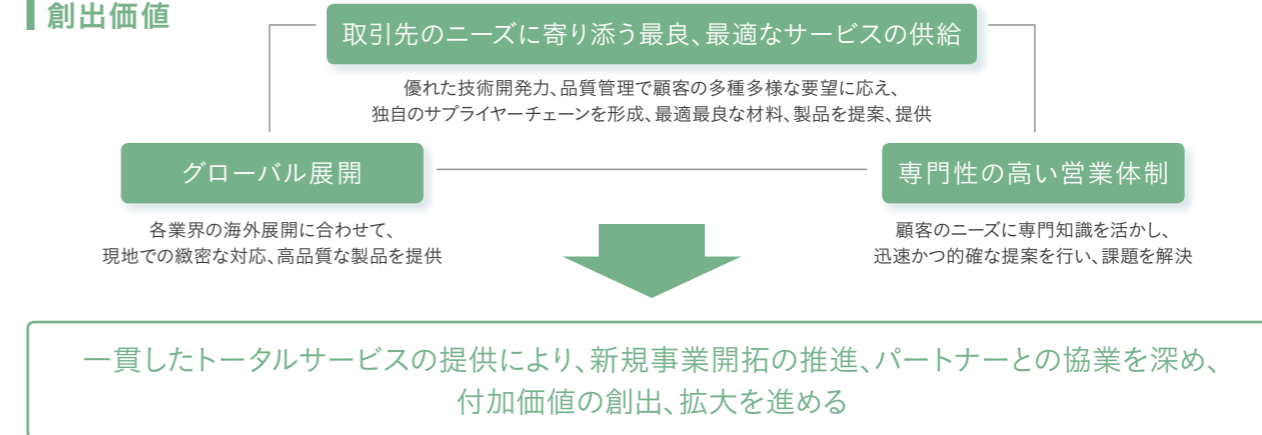 創出価値
取引先のニーズに寄り添う最良、最適なサービスの供給
優れた技術開発力、品質管理で顧客の多種多様な要望に応え、
独自のサプライヤーチェーンを形成、最適最良な材料、製品を提案、提供
グローバル展開
各業界の海外展開に合わせて、
現地での緻密な対応、高品質な製品を提供
専門性の高い営業体制
顧客のニーズに専門知識を活かし、
迅速かつ的確な提案を行い、課題を解決
一貫したトータルサービスの提供により、新規事業開拓の推進、パートナーとの協業を深め、
付加価値の創出、拡大を進める